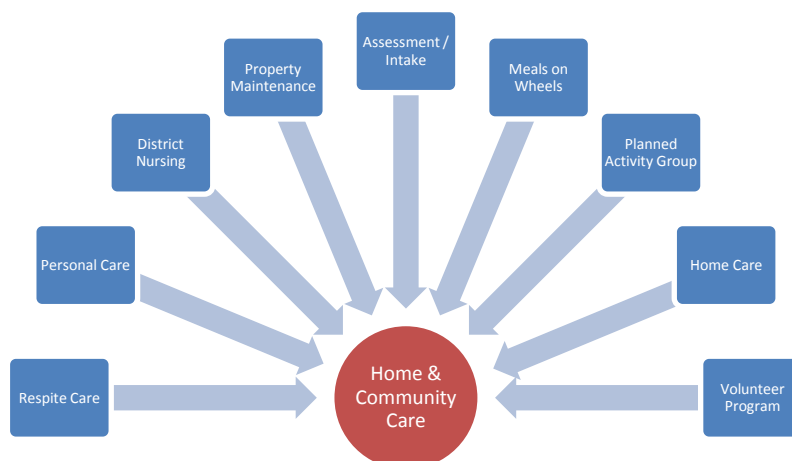 Assessment /
Intake
Property
Maintenance
Meals on
Wheels
District
Nursing
Planned
Activity Group
Personal Care
Home Care
Respite Care
Home &
Community
Care
Volunteer
Program